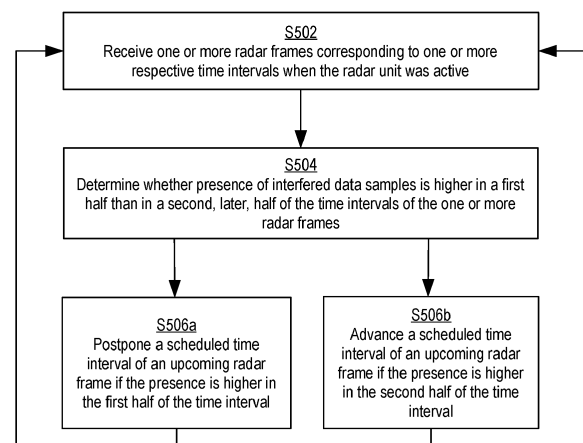 S502
Receive one or more radar frames corresponding to one or more
respective time intervals when the radar unit was active
S504
Determine whether presence of interfered data samples is higher in a first
half than in a second, later, half of the time intervals of the one or more
radar frames
S506a
Postpone a scheduled time
interval of an upcoming radar
frame if the presence is higher in
the first half of the time interval
S506b
Advance a scheduled time
interval of an upcoming radar
frame if the presence is higher
in the second half of the time
interval